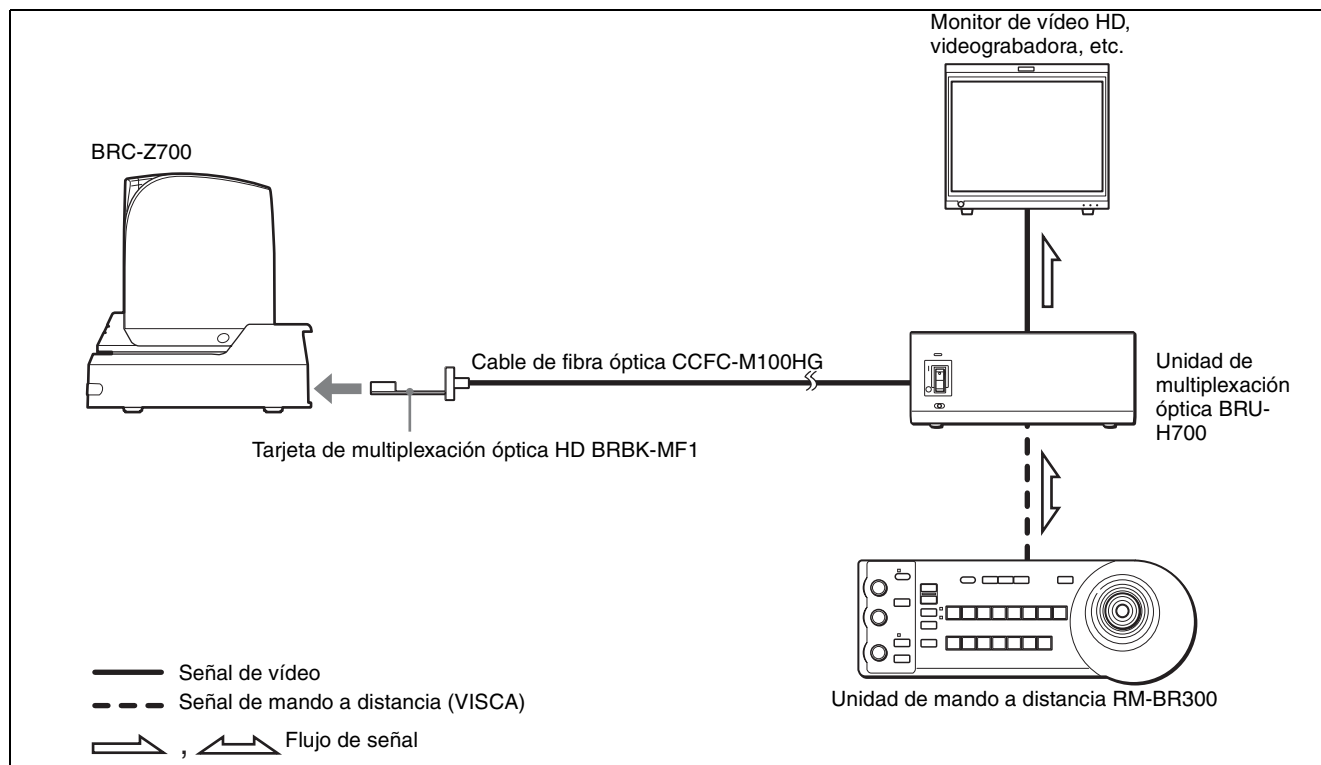 Monitor de vídeo HD,
videograbadora, etc.
BRC-Z700
Cable de fibra óptica CCFC-M100HG
Unidad de
multiplexación
óptica BRU-
H700
Tarjeta de multiplexación óptica HD BRBK-MF1
Señal de vídeo
Señal de mando a distancia (VISCA)
, Flujo de señal
Unidad de mando a distancia RM-BR300